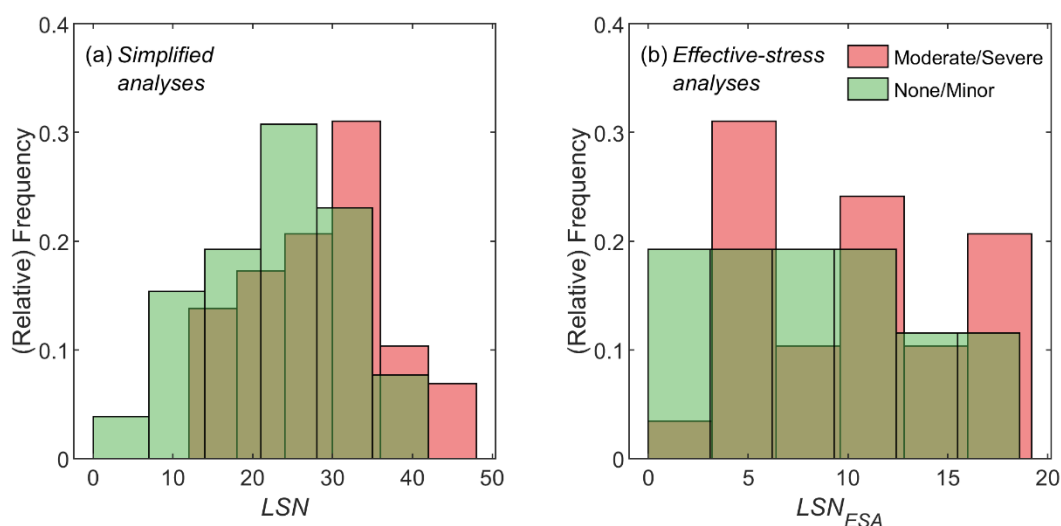 (a) Simplified
analyses
(Relative) Frequency
0.4
0.3
0.2
0.1
0
0 10 20 30 40 50
LSN
(b) Effective-stress
analyses
Moderate/Severe
None/Minor
(Relative) Frequency
0.4
0.3
0.2
0.1
0
0 5 10 15 20
LSN_ESA